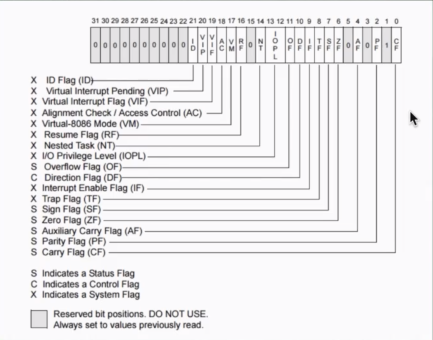 31 30 29 28 27 26 25 24 23 22 21 20 19 18 17 16 15 14 13 12 11 10 9 8 7 6 5 4 3 2 1 0
0 0 0 0 0 0 0 0 0 0 ID VIP VIF AC VM RF 0 NT IOPL OF DF IF TF SF ZF 0 AF 0 PF 1 CF
X ID Flag (ID)
X Virtual Interrupt Pending (VIP)
X Virtual Interrupt Flag (VIF)
X Alignment Check / Access Control (AC)
X Virtual-8086 Mode (VM)
X Resume Flag (RF)
X Nested Task (NT)
X I/O Privilege Level (IOPL)
S Overflow Flag (OF)
C Direction Flag (DF)
X Interrupt Enable Flag (IF)
X Trap Flag (TF)
S Sign Flag (SF)
S Zero Flag (ZF)
S Auxiliary Carry Flag (AF)
S Parity Flag (PF)
S Carry Flag (CF)
S Indicates a Status Flag
C Indicates a Control Flag
X Indicates a System Flag
Reserved bit positions. DO NOT USE.
Always set to values previously read.